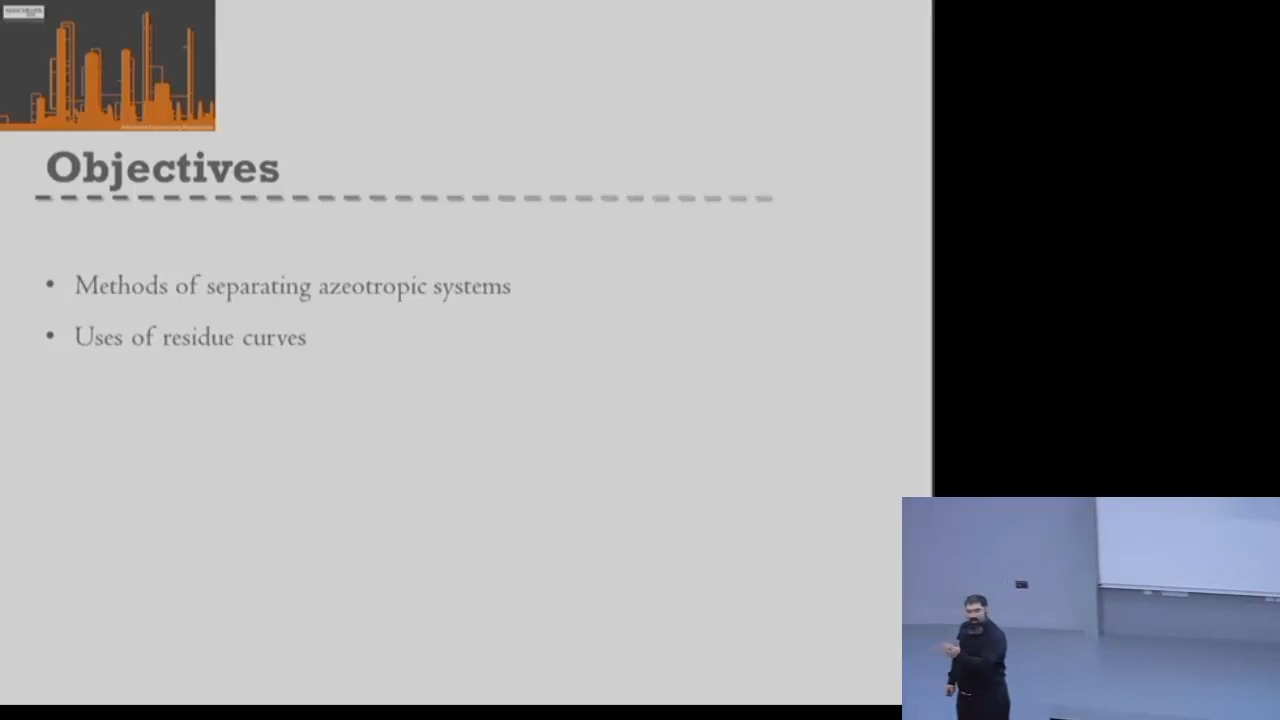 Objectives
• Methods of separating azeotropic systems
• Uses of residue curves